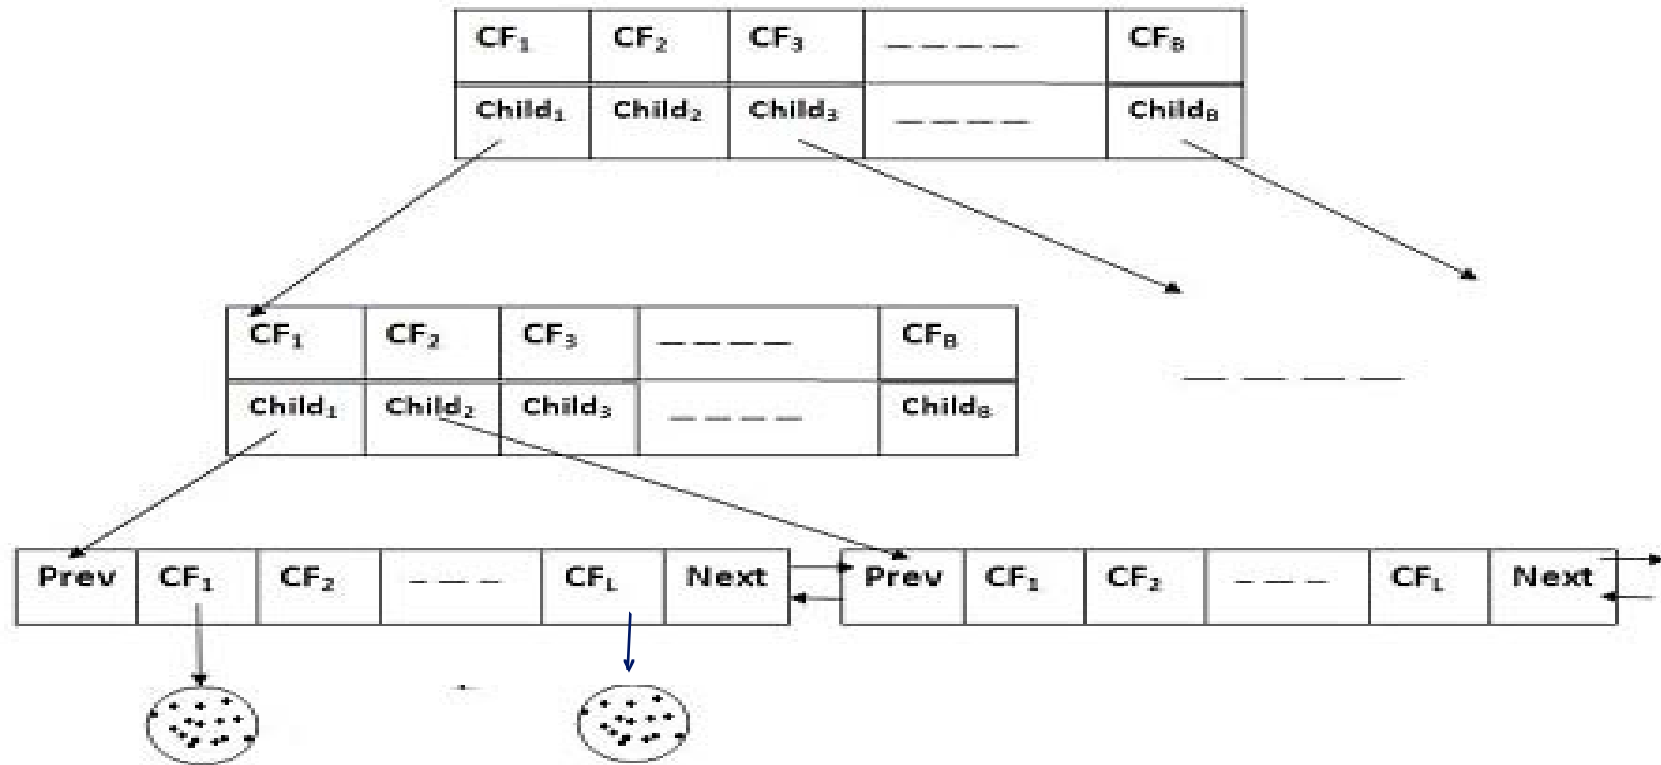 CF₁ CF₂ CF₃ _ _ _ _ CF_B
Child₁ Child₂ Child₃ _ _ _ _ Child_B
CF₁ CF₂ CF₃ _ _ _ _ CF_B
Child₁ Child₂ Child₃ _ _ _ _ Child_B
Prev CF₁ CF₂ _ _ _ CF_L Next Prev CF₁ CF₂ _ _ _ CF_L Next